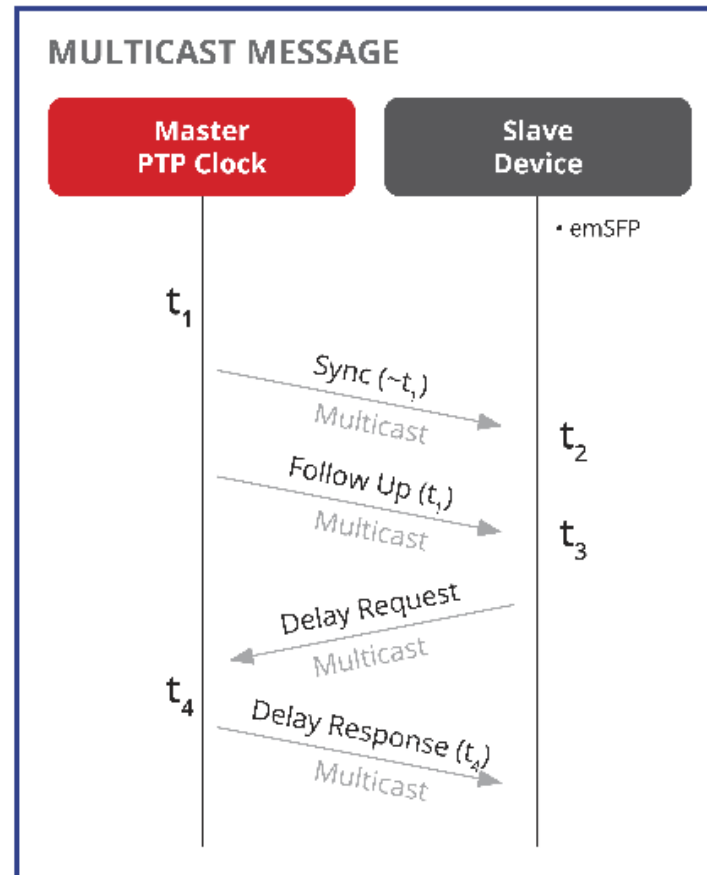 MULTICAST MESSAGE
Master
PTP Clock
Slave
Device
• emSFP
t₁
Sync (~t₁)
Multicast
t₂
Follow Up (t₁)
Multicast
t₃
Delay Request
Multicast
t₄
Delay Response (t₄)
Multicast